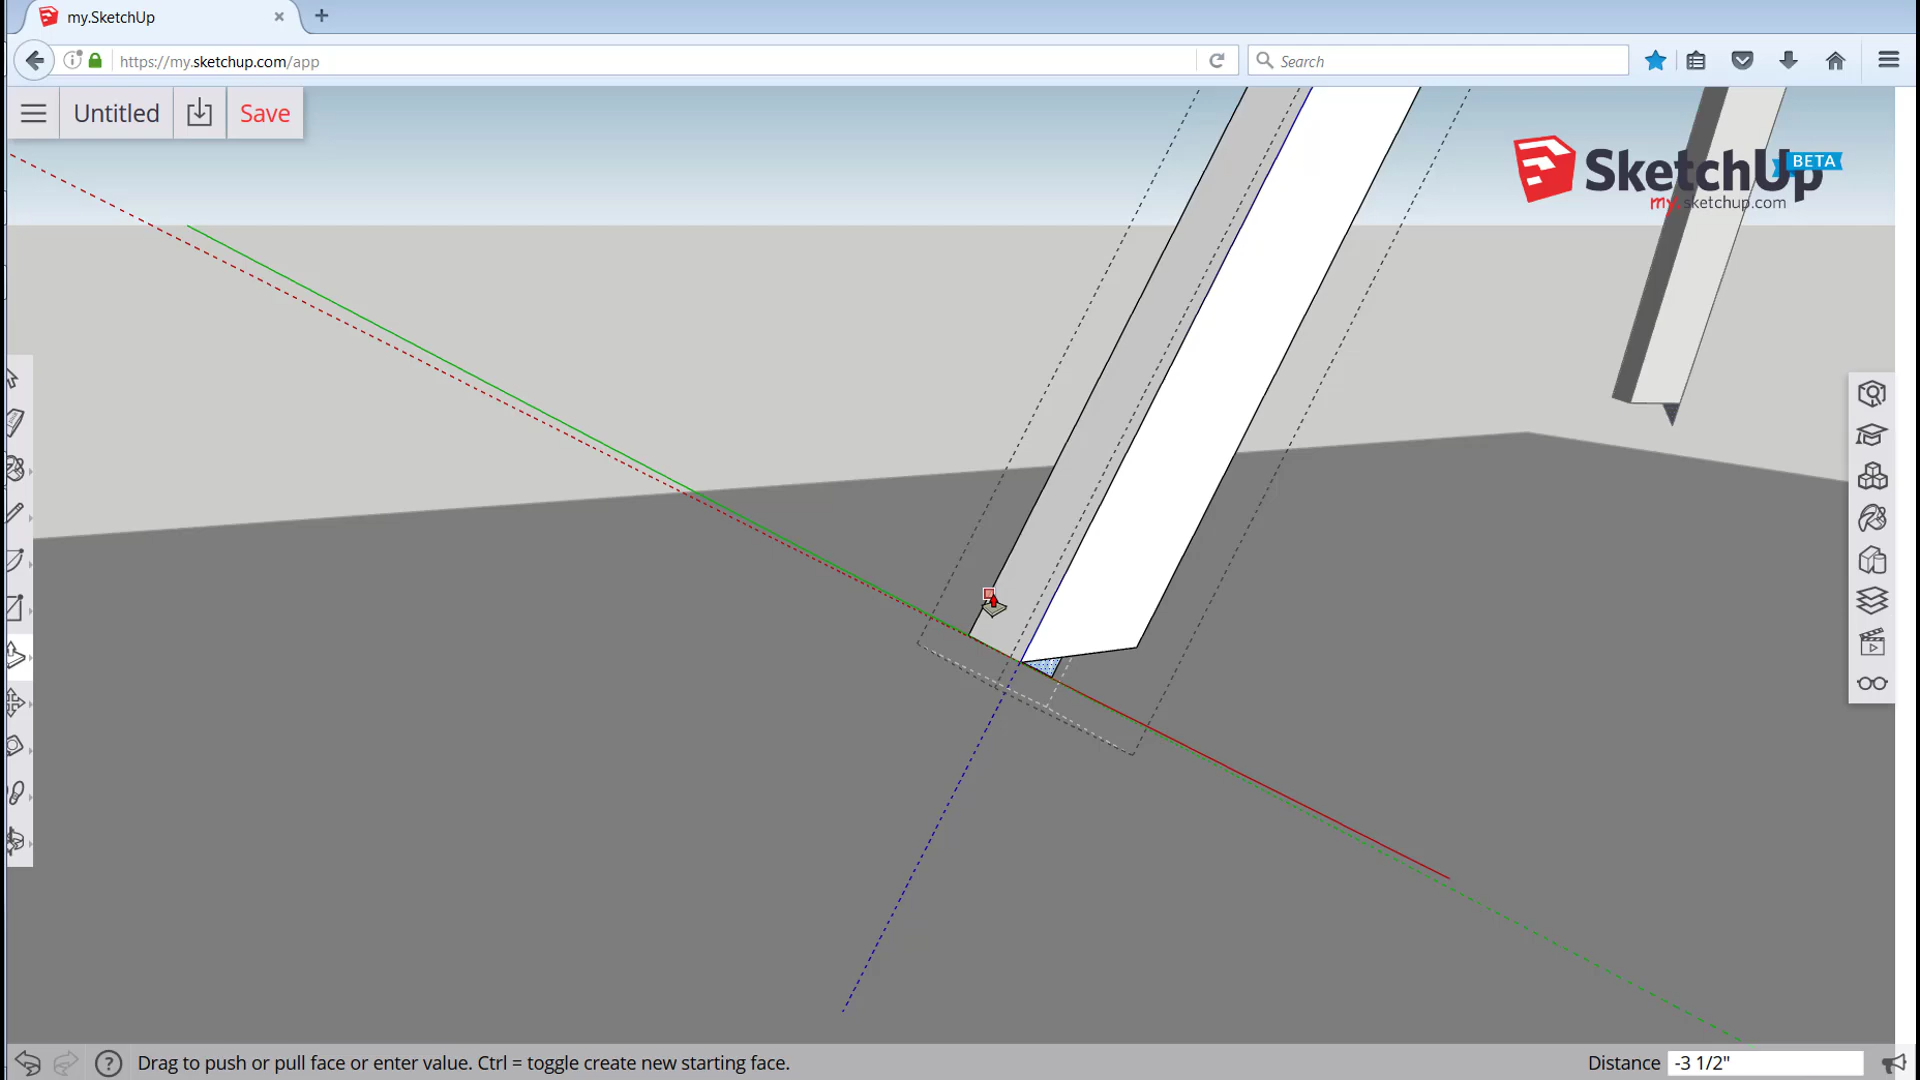 my.SketchUp
https://my.sketchup.com/app
Search
Untitled
Save
SketchUp
BETA
my.sketchup.com
Drag to push or pull face or enter value. Ctrl = toggle create new starting face.
Distance
-3 1/2"